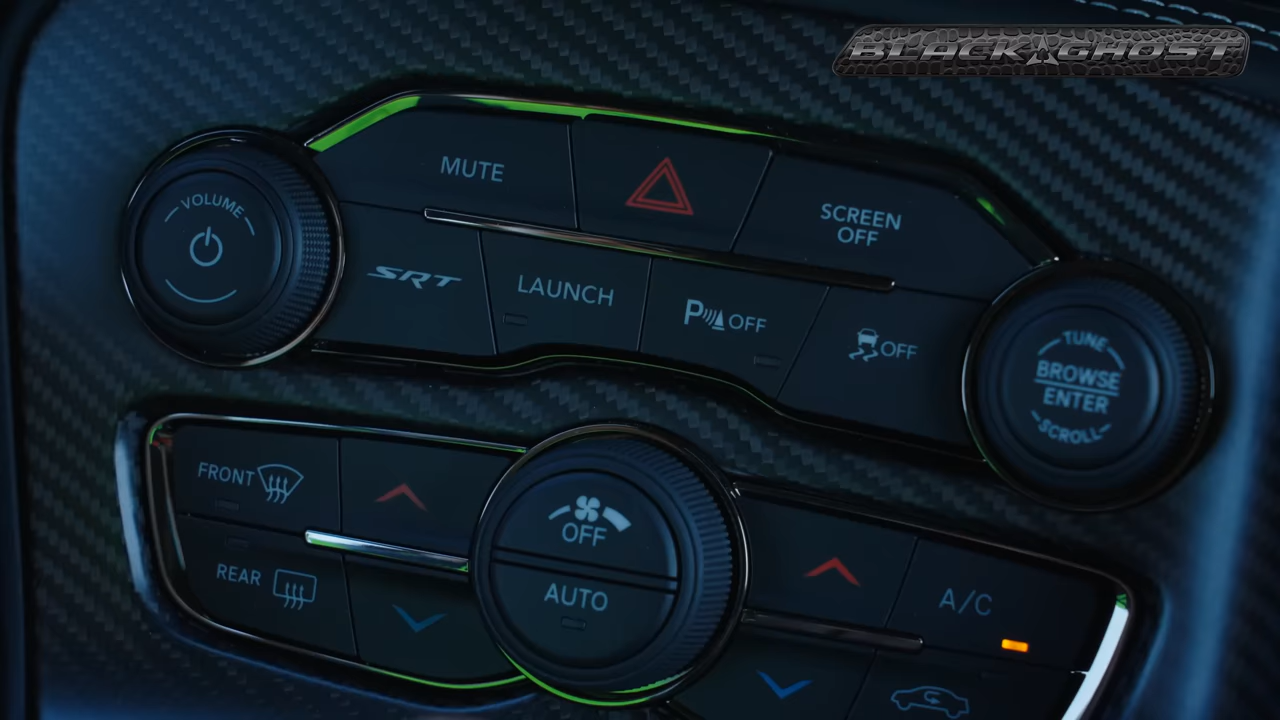 BLACK GHOST
MUTE
VOLUME
SCREEN
OFF
SRT
LAUNCH
P OFF
OFF
TUNE
BROWSE
ENTER
SCROLL
FRONT
OFF
REAR
AUTO
A/C